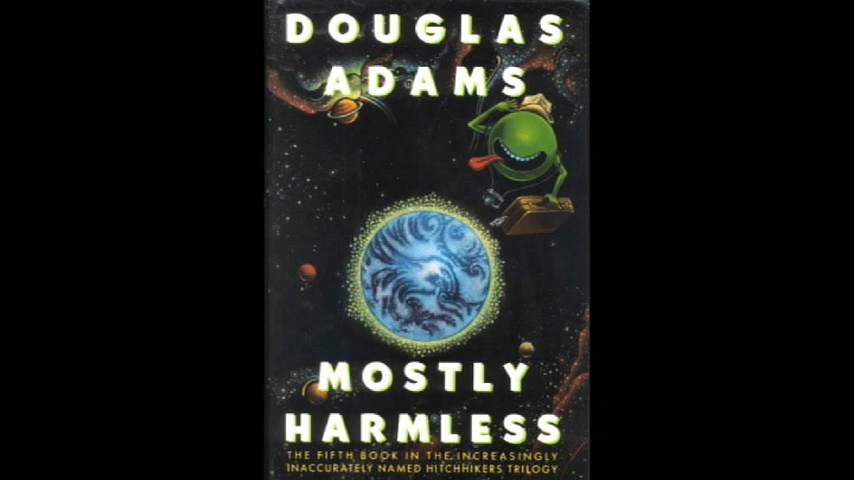 DOUGLAS
ADAMS
MOSTLY
HARMLESS
THE FIFTH BOOK IN THE INCREASINGLY
INACCURATELY NAMED HITCHHIKERS TRILOGY